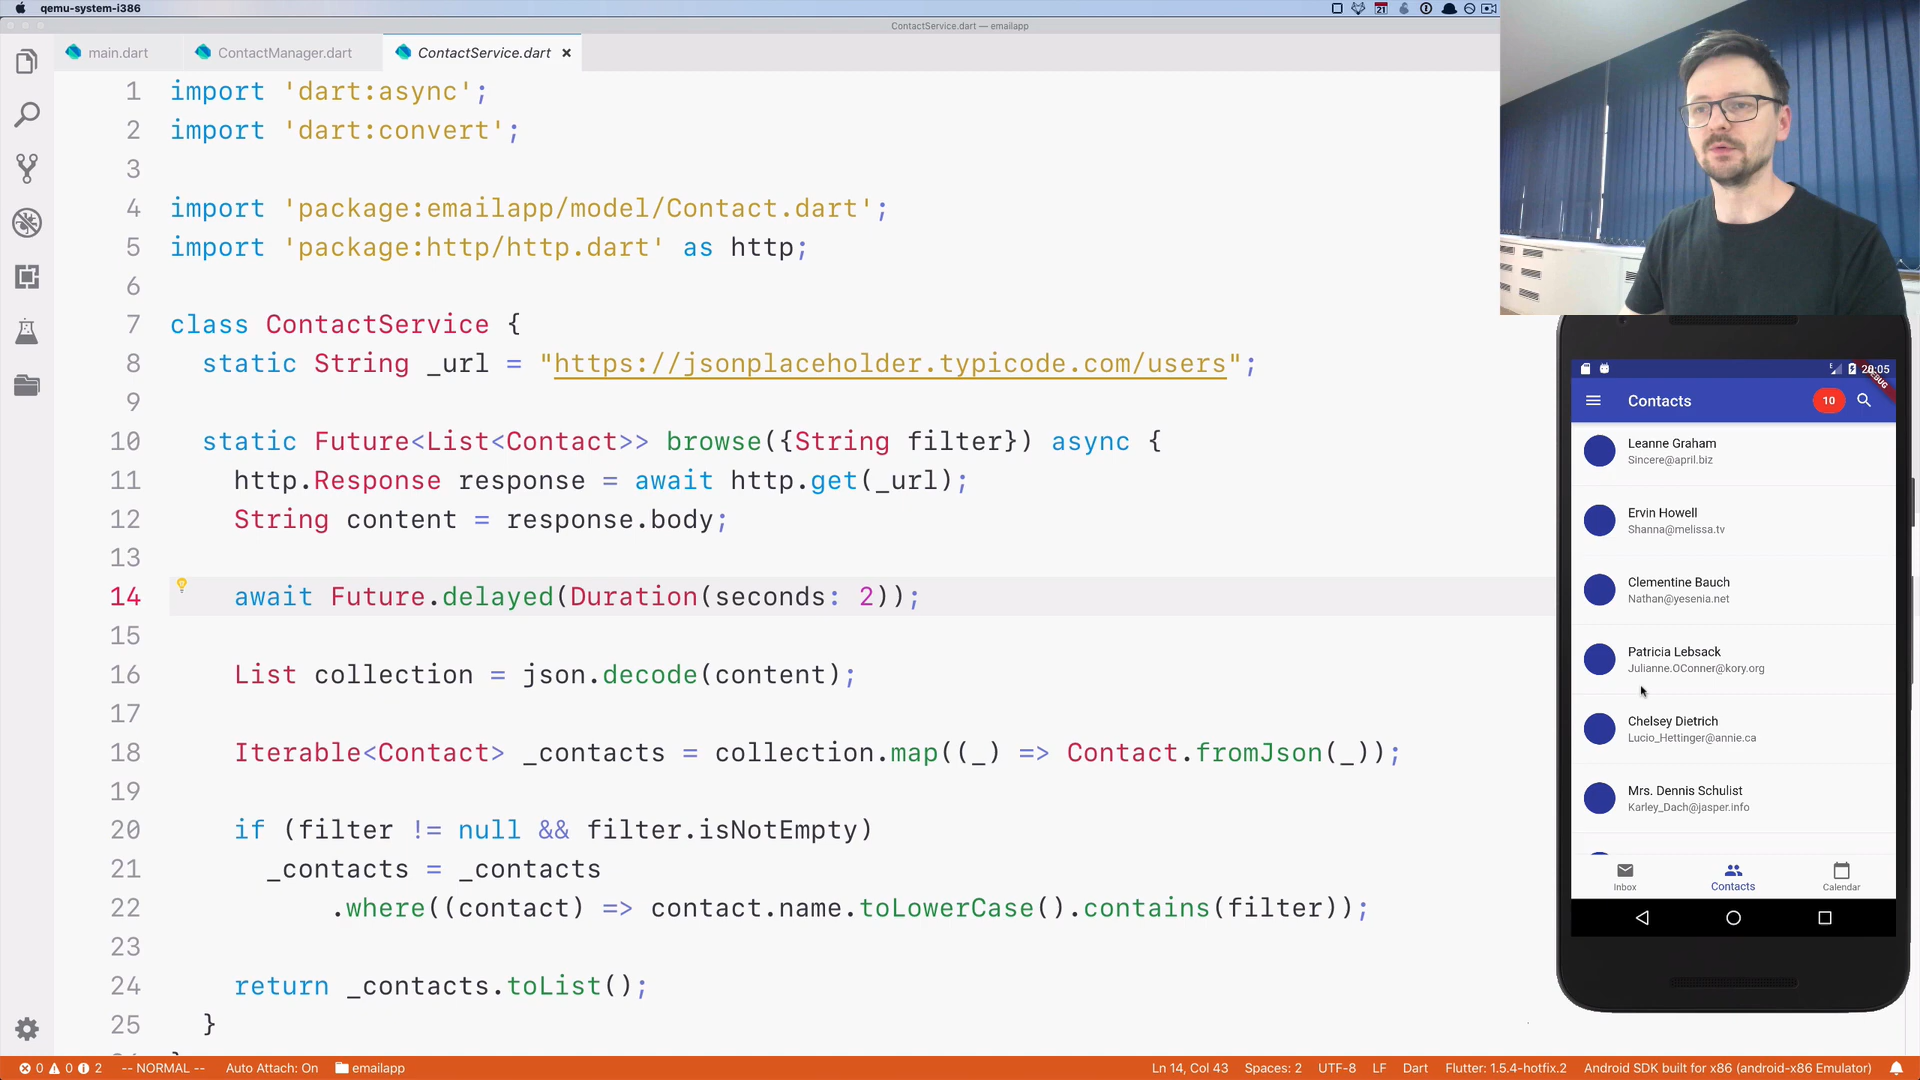 qemu-system-i386
21
ContactService.dart — emailapp
main.dart
ContactManager.dart
ContactService.dart
1 import 'dart:async';
2 import 'dart:convert';
3
4 import 'package:emailapp/model/Contact.dart';
5 import 'package:http/http.dart' as http;
6
7 class ContactService {
8 static String _url = "https://jsonplaceholder.typicode.com/users";
9
10 static Future<List<Contact>> browse({String filter}) async {
11 http.Response response = await http.get(_url);
12 String content = response.body;
13
14 await Future.delayed(Duration(seconds: 2));
15
16 List collection = json.decode(content);
17
18 Iterable<Contact> _contacts = collection.map((_) => Contact.fromJson(_));
19
20 if (filter != null && filter.isNotEmpty)
21 _contacts = _contacts
22 .where((contact) => contact.name.toLowerCase().contains(filter));
23
24 return _contacts.toList();
25 }
20:05
DEBUG
Contacts
10
Leanne Graham
Sincere@april.biz
Ervin Howell
Shanna@melissa.tv
Clementine Bauch
Nathan@yesenia.net
Patricia Lebsack
Julianne.OConner@kory.org
Chelsey Dietrich
Lucio_Hettinger@annie.ca
Mrs. Dennis Schulist
Karley_Dach@jasper.info
Inbox
Contacts
Calendar
0 0 2 -- NORMAL -- Auto Attach: On emailapp Ln 14, Col 43 Spaces: 2 UTF-8 LF Dart Flutter: 1.5.4-hotfix.2 Android SDK built for x86 (android-x86 Emulator)